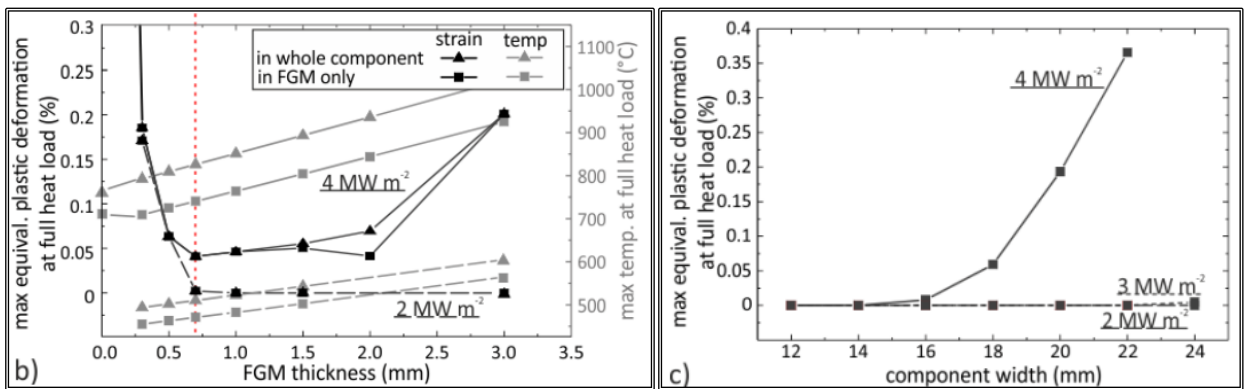 max equival. plastic deformation
at full heat load (%)
0.3
0.25
0.2
0.15
0.1
0.05
0
strain temp
in whole component
in FGM only
4 MW m-2
2 MW m-2
1100
1000
900
800
700
600
500
max temp. at full heat load (°C)
0.0 0.5 1.0 1.5 2.0 2.5 3.0 3.5
b) FGM thickness (mm)
max equival. plastic deformation
at full heat load (%)
0.4
0.35
0.3
0.25
0.2
0.15
0.1
0.05
0
4 MW m-2
3 MW m-2
2 MW m-2
12 14 16 18 20 22 24
c) component width (mm)